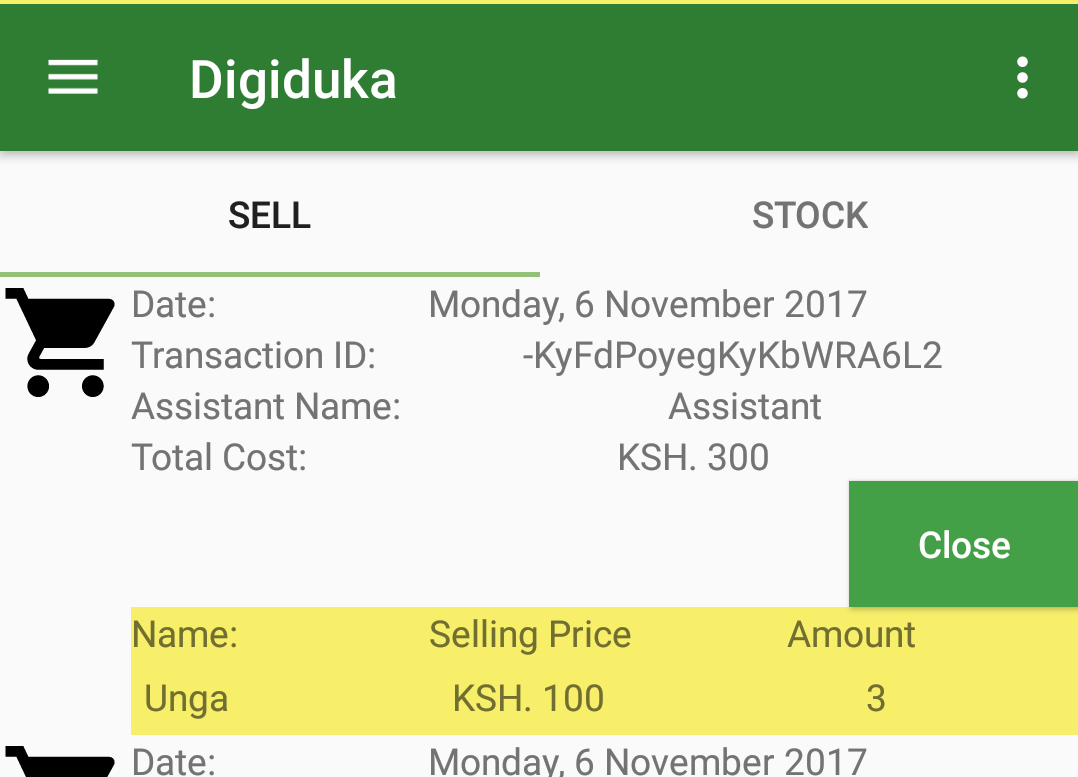 Digiduka
SELL STOCK
Date: Monday, 6 November 2017
Transaction ID: -KyFdPoyegKyKbWRA6L2
Assistant Name: Assistant
Total Cost: KSH. 300
Close
Name: Selling Price Amount
Unga KSH. 100 3
Date: Monday, 6 November 2017